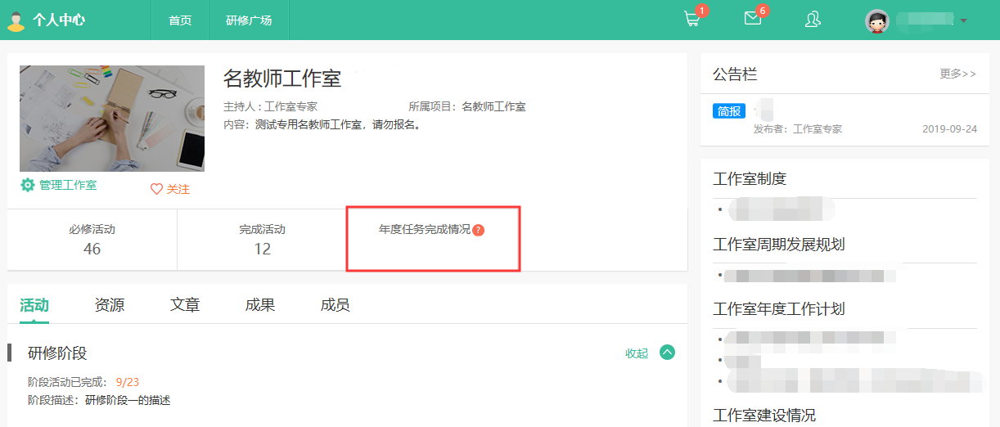 个人中心
首页
研修广场
1
6
名教师工作室
主持人：工作室专家
所属项目：名教师工作室
内容：测试专用名教师工作室，请勿报名。
管理工作室
关注
必修活动
46
完成活动
12
年度任务完成情况?
活动
资源
文章
成果
成员
研修阶段
收起
阶段活动已完成：9/23
阶段描述：研修阶段一的描述
公告栏
更多>>
简报
发布者：工作室专家
2019-09-24
工作室制度
工作室周期发展规划
工作室年度工作计划
工作室建设情况